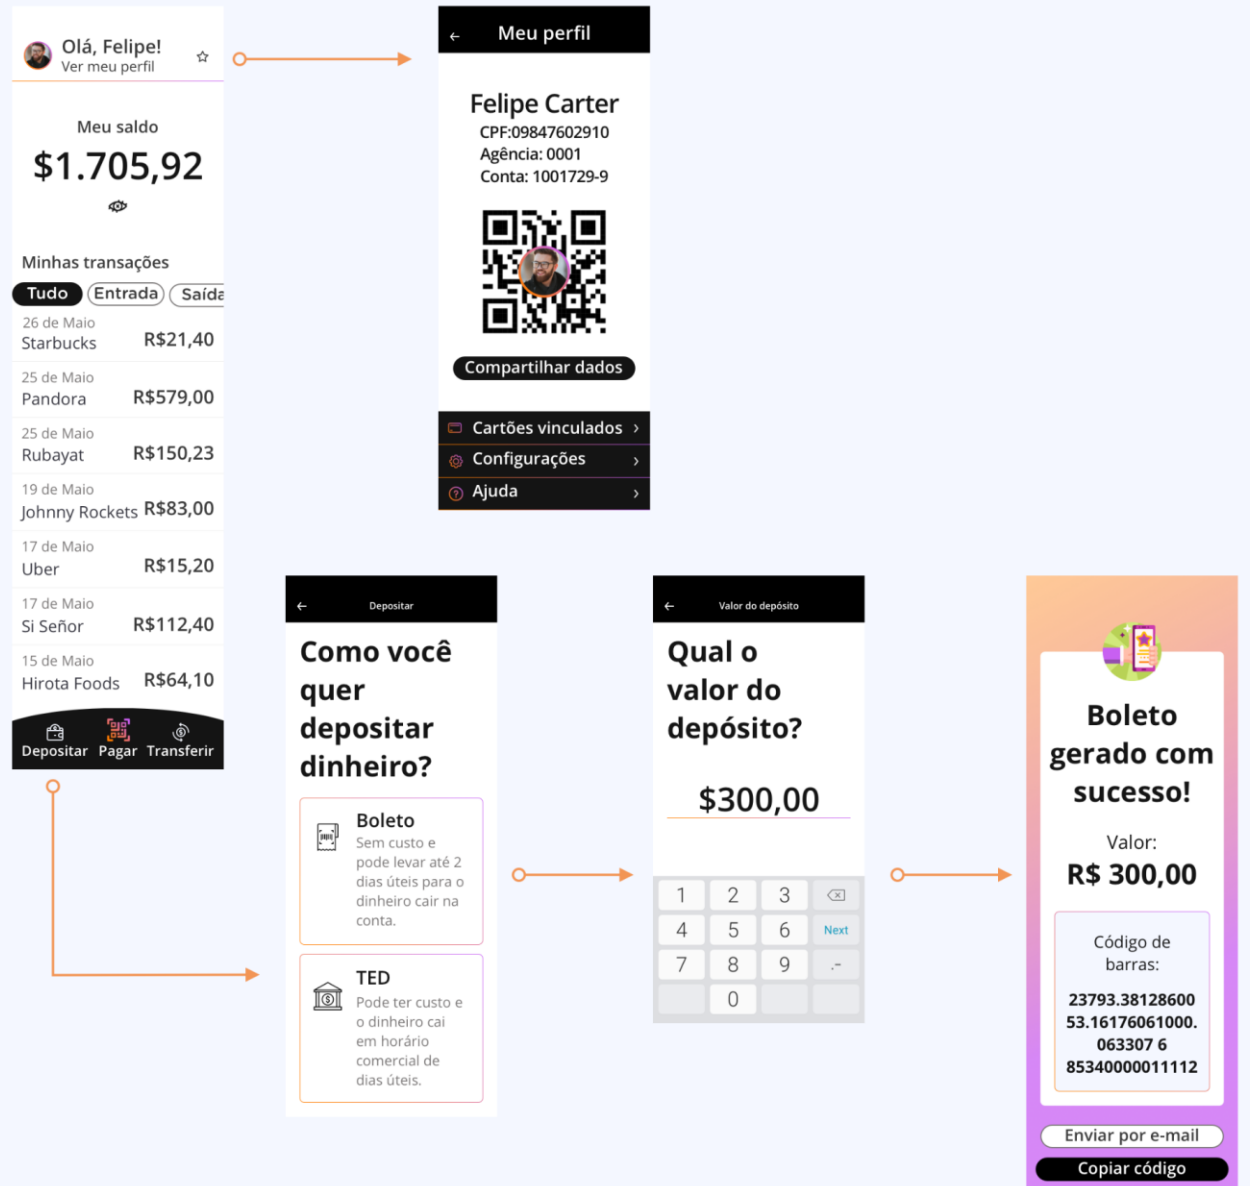 Olá, Felipe!
Ver meu perfil
Meu saldo
$1.705,92
Minhas transações
Tudo Entrada Saída
26 de Maio
Starbucks R$21,40
25 de Maio
Pandora R$579,00
25 de Maio
Rubayat R$150,23
19 de Maio
Johnny Rockets R$83,00
17 de Maio
Uber R$15,20
17 de Maio
Si Señor R$112,40
15 de Maio
Hirota Foods R$64,10
Depositar Pagar Transferir
Meu perfil
Felipe Carter
CPF:09847602910
Agência: 0001
Conta: 1001729-9
Compartilhar dados
Cartões vinculados
Configurações
Ajuda
Depositar
Como você
quer
depositar
dinheiro?
Boleto
Sem custo e
pode levar até 2
dias úteis para o
dinheiro cair na
conta.
TED
Pode ter custo e
o dinheiro cai
em horário
comercial de
dias úteis.
Valor do depósito
Qual o
valor do
depósito?
$300,00
1 2 3
4 5 6 Next
7 8 9 .-
0
Boleto
gerado com
sucesso!
Valor:
R$ 300,00
Código de
barras:
23793.38128600
53.16176061000.
063307 6
85340000011112
Enviar por e-mail
Copiar código